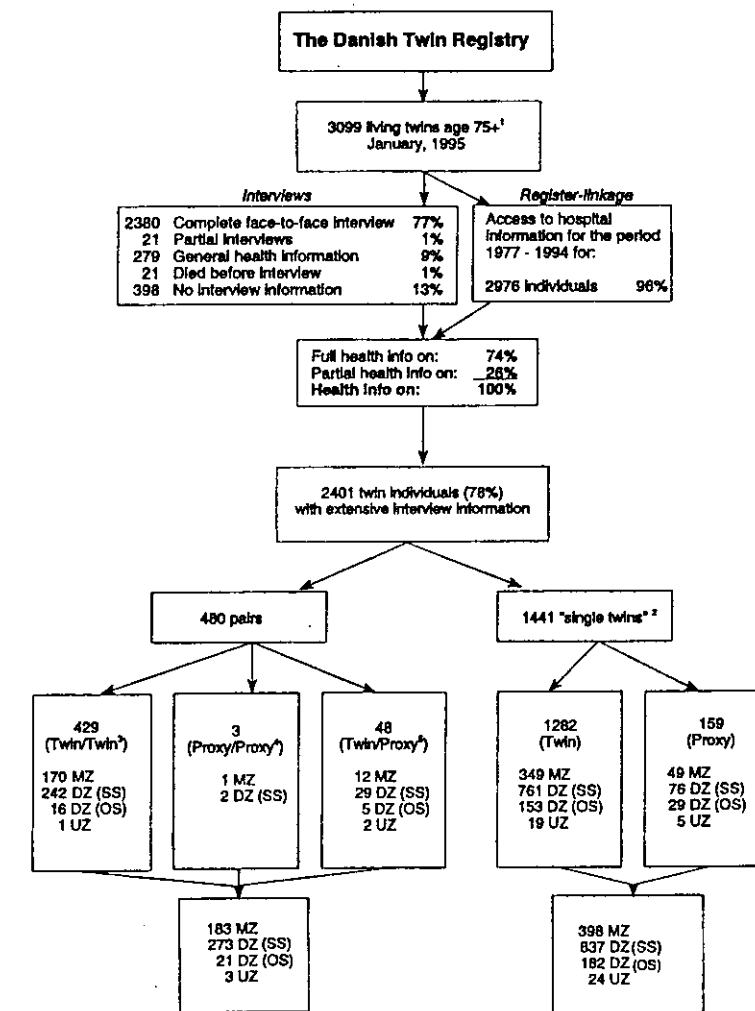 The Danish Twin Registry
3099 living twins age 75+¹
January, 1995
Interviews
2380 Complete face-to-face interview 77%
21 Partial interviews 1%
279 General health information 9%
21 Died before interview 1%
398 No interview information 13%
Register-linkage
Access to hospital
information for the period
1977 - 1994 for:
2976 individuals 96%
Full health info on: 74%
Partial health info on: 26%
Health info on: 100%
2401 twin individuals (78%)
with extensive interview information
480 pairs
1441 "single twins" ²
429
(Twin/Twin³)
170 MZ
242 DZ (SS)
16 DZ (OS)
1 UZ
3
(Proxy/Proxy⁴)
1 MZ
2 DZ (SS)
48
(Twin/Proxy⁵)
12 MZ
29 DZ (SS)
5 DZ (OS)
2 UZ
1282
(Twin)
349 MZ
761 DZ (SS)
153 DZ (OS)
19 UZ
159
(Proxy)
49 MZ
76 DZ (SS)
29 DZ (OS)
5 UZ
183 MZ
273 DZ (SS)
21 DZ (OS)
3 UZ
398 MZ
837 DZ (SS)
182 DZ (OS)
24 UZ